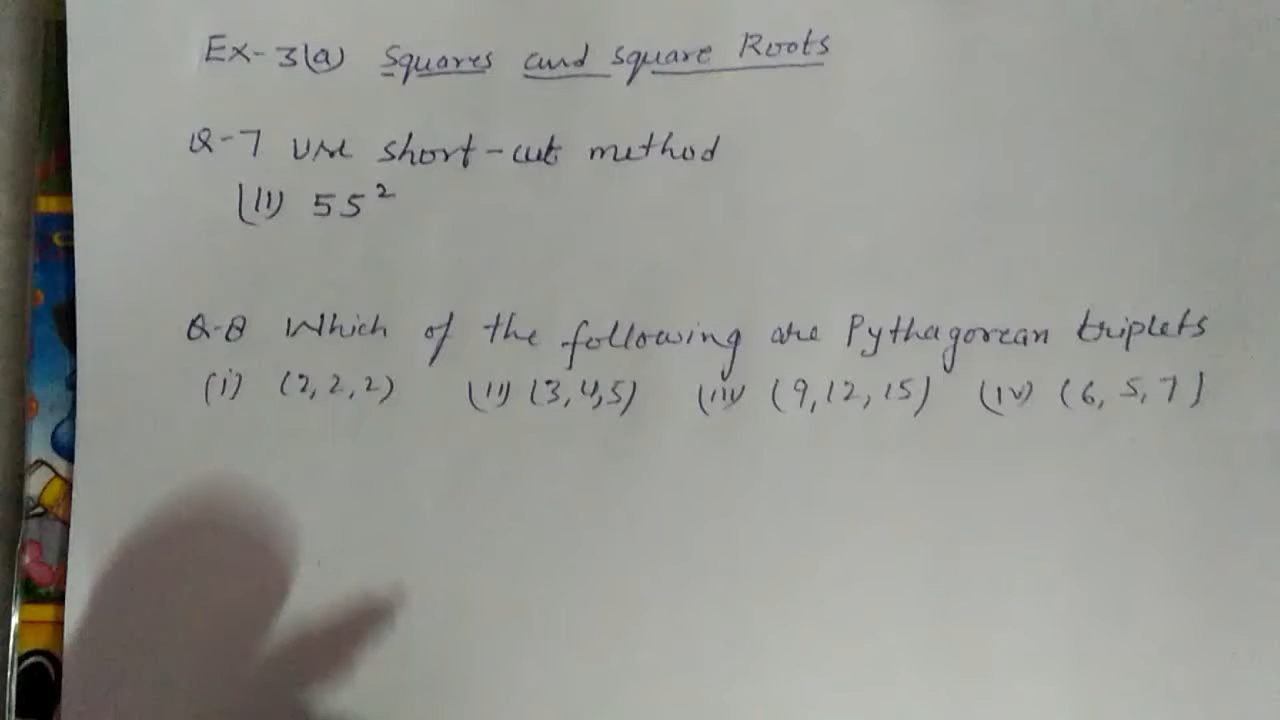 Ex-3(a) Squares and square Roots
Q-7 Use short-cut method
(II) 55²
Q-8 Which of the following are Pythagorean triplets
(i) (2,2,2) (II) (3,4,5) (III) (9,12,15) (IV) (6,5,7)